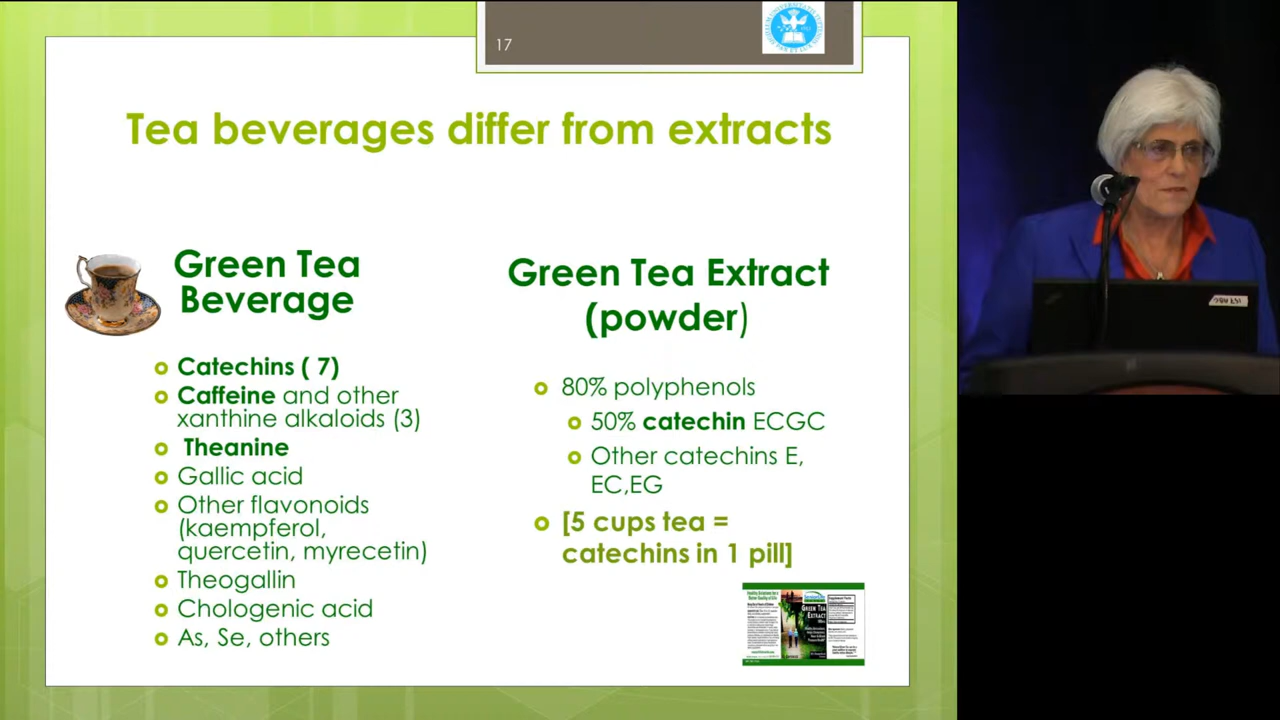 17
Tea beverages differ from extracts
Green Tea
Beverage
Catechins ( 7)
Caffeine and other
xanthine alkaloids (3)
Theanine
Gallic acid
Other flavonoids
(kaempferol,
quercetin, myrecetin)
Theogallin
Chologenic acid
As, Se, others
Green Tea Extract
(powder)
80% polyphenols
50% catechin ECGC
Other catechins E,
EC,EG
[5 cups tea =
catechins in 1 pill]
GREEN TEA
EXTRACT